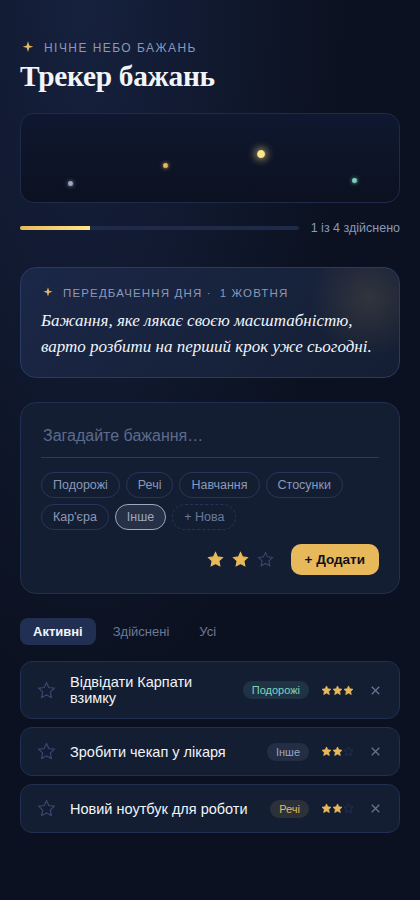 НІЧНЕ НЕБО БАЖАНЬ
Трекер бажань
1 із 4 здійснено
ПЕРЕДБАЧЕННЯ ДНЯ · 1 ЖОВТНЯ
Бажання, яке лякає своєю масштабністю,
варто розбити на перший крок уже сьогодні.
Загадайте бажання…
Подорожі Речі Навчання Стосунки
Кар'єра Інше + Нова
+ Додати
Активні Здійснені Усі
Відвідати Карпати
взимку
Подорожі
Зробити чекап у лікаря Інше
Новий ноутбук для роботи Речі